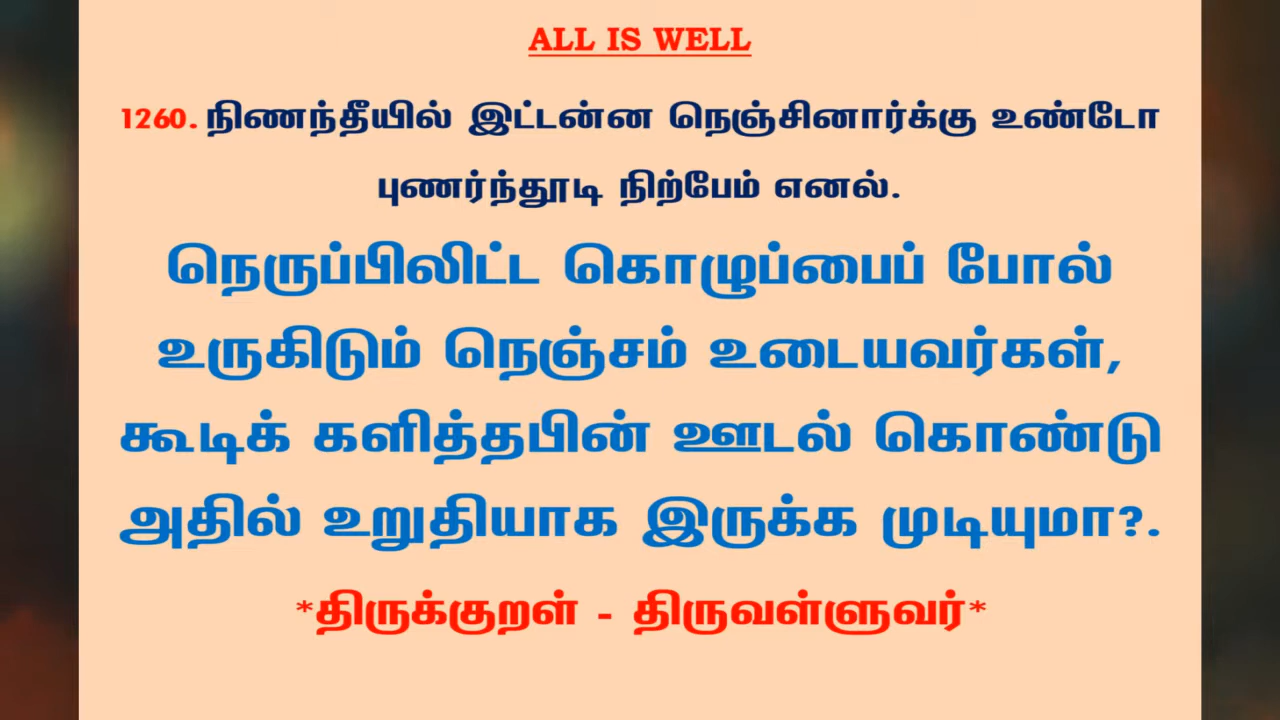 ALL IS WELL
1260. நிணந்தீயில் இட்டன்ன நெஞ்சினார்க்கு உண்டோ
புணர்ந்தூடி நிற்பேம் எனல்.
நெருப்பிலிட்ட கொழுப்பைப் போல்
உருகிடும் நெஞ்சம் உடையவர்கள்,
கூடிக் களித்தபின் ஊடல் கொண்டு
அதில் உறுதியாக இருக்க முடியுமா?.
*திருக்குறள் - திருவள்ளுவர்*